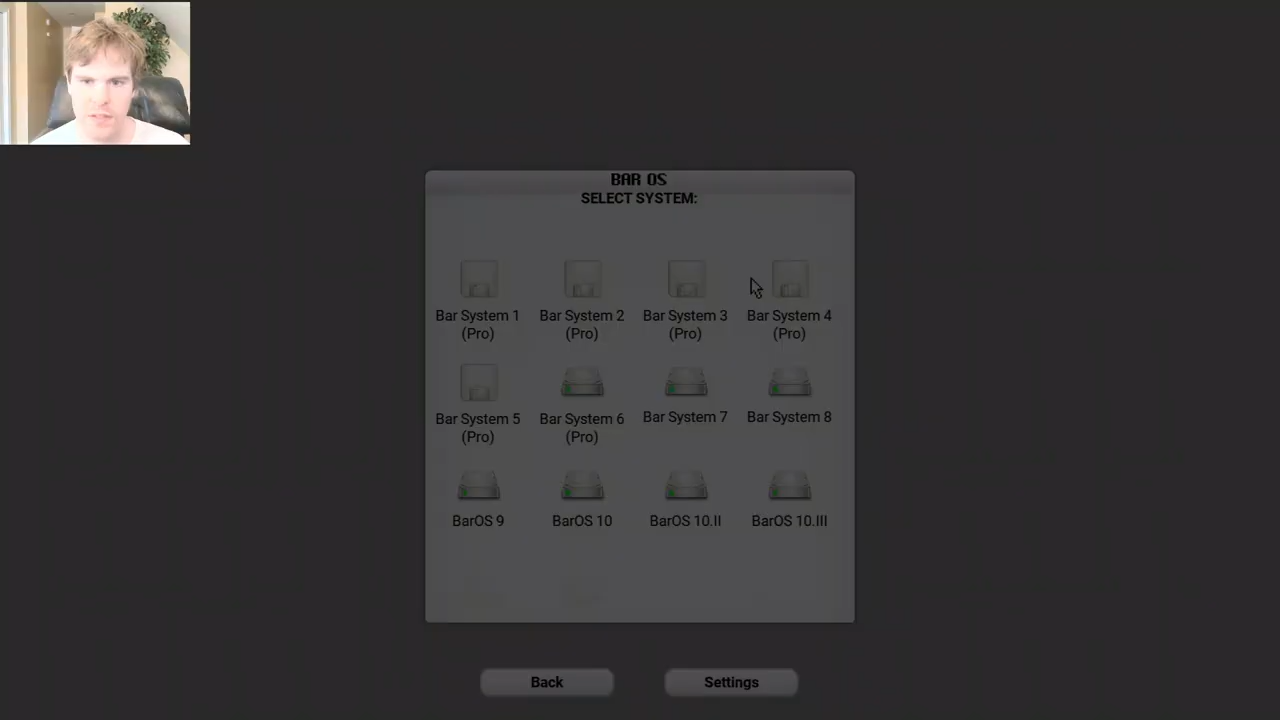 BAR OS
SELECT SYSTEM:
Bar System 1 (Pro)
Bar System 2 (Pro)
Bar System 3 (Pro)
Bar System 4 (Pro)
Bar System 5 (Pro)
Bar System 6 (Pro)
Bar System 7
Bar System 8
BarOS 9
BarOS 10
BarOS 10.II
BarOS 10.III
Back
Settings